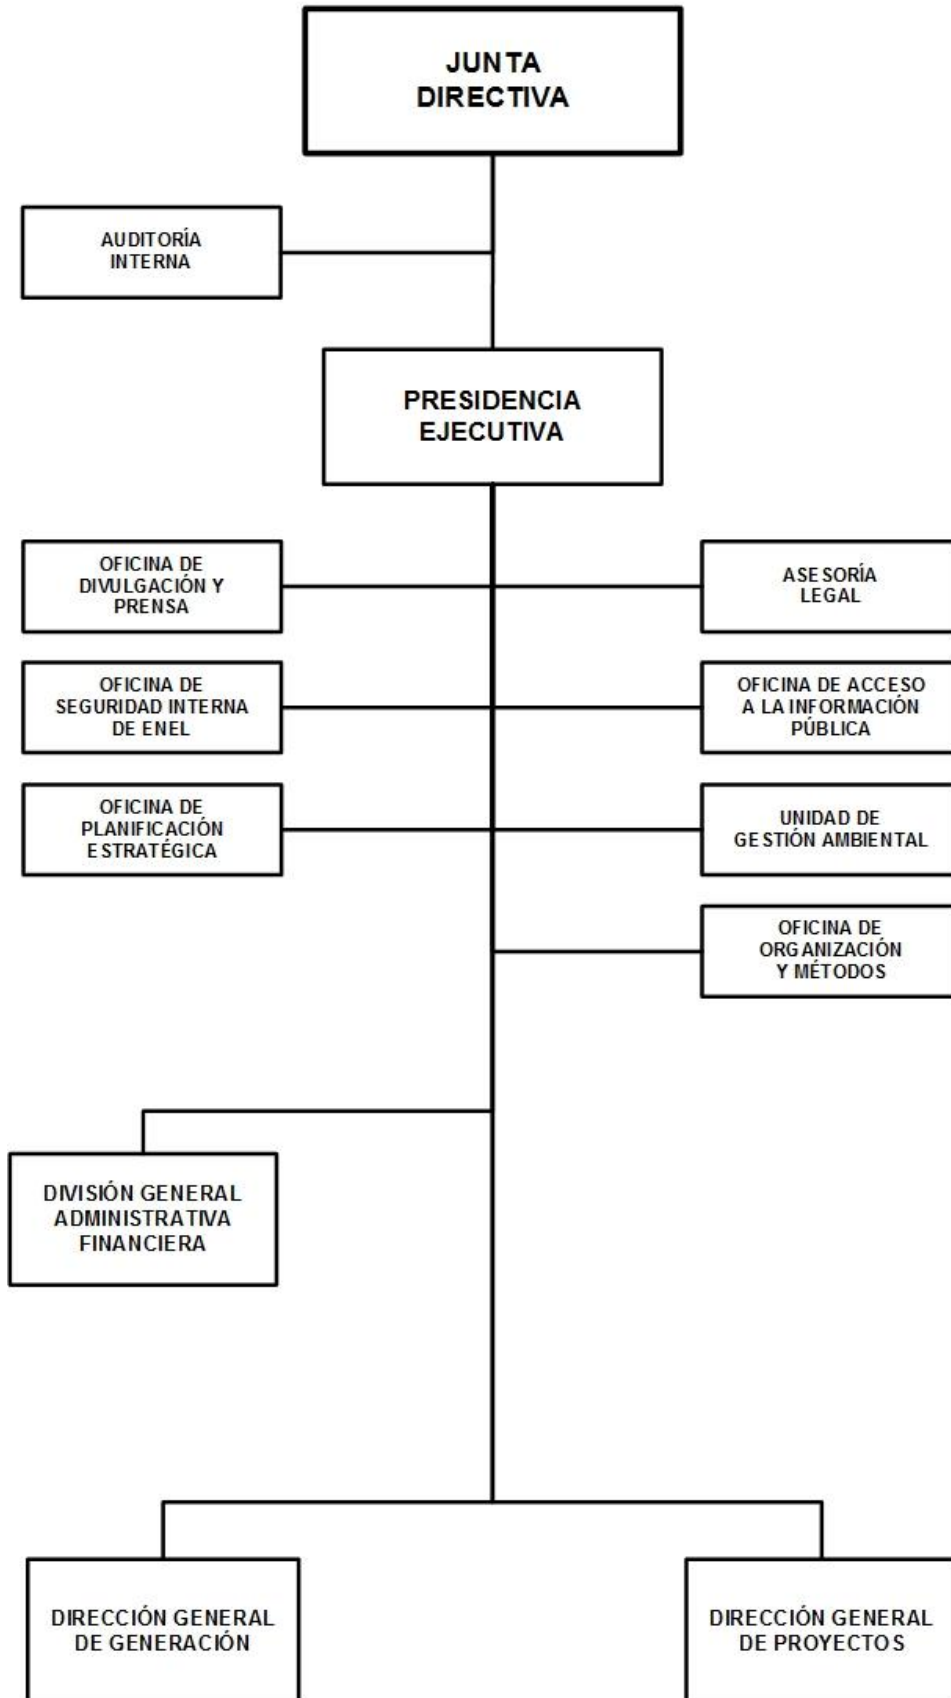 JUNTA
DIRECTIVA
AUDITORÍA
INTERNA
PRESIDENCIA
EJECUTIVA
OFICINA DE
DIVULGACIÓN Y
PRENSA
ASESORÍA
LEGAL
OFICINA DE
SEGURIDAD INTERNA
DE ENEL
OFICINA DE ACCESO
A LA INFORMACIÓN
PÚBLICA
OFICINA DE
PLANIFICACIÓN
ESTRATÉGICA
UNIDAD DE
GESTIÓN AMBIENTAL
OFICINA DE
ORGANIZACIÓN
Y MÉTODOS
DIVISIÓN GENERAL
ADMINISTRATIVA
FINANCIERA
DIRECCIÓN GENERAL
DE GENERACIÓN
DIRECCIÓN GENERAL
DE PROYECTOS